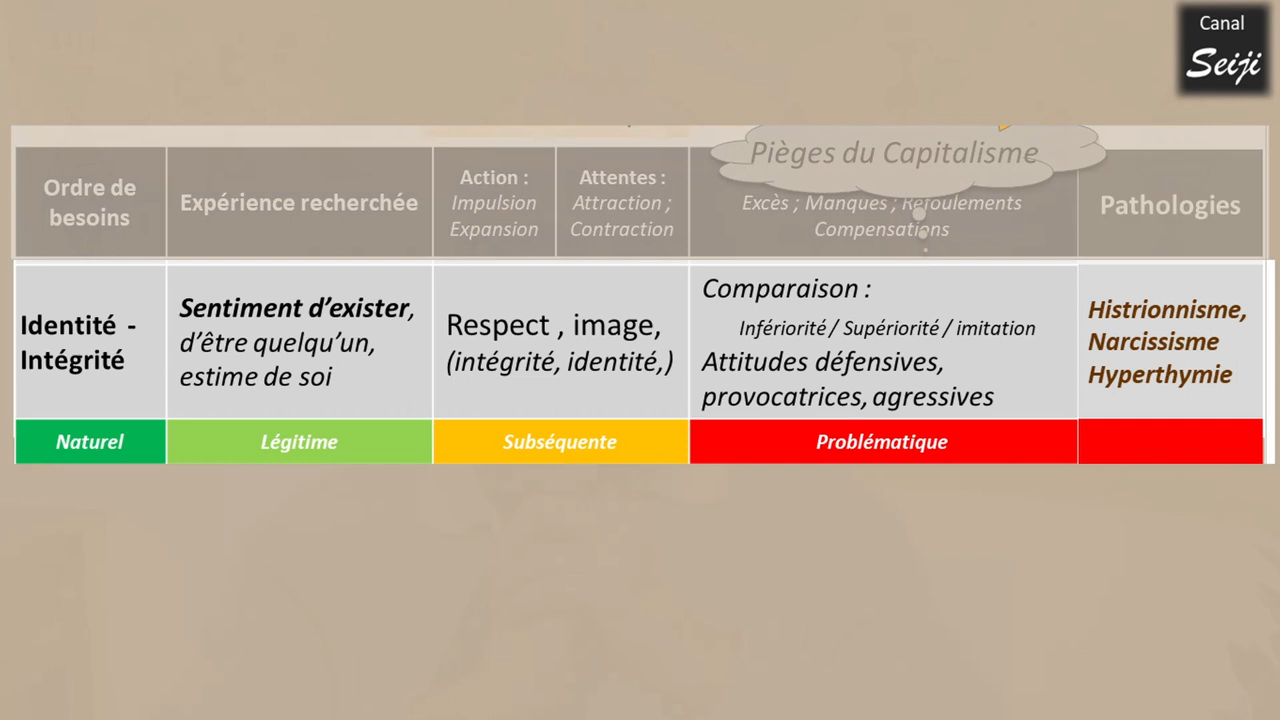 Canal
Seiji
Pièges du Capitalisme
Ordre de
besoins
Expérience recherchée
Action :
Impulsion
Expansion
Attentes :
Attraction ;
Contraction
Excès ; Manques ; Refoulements
Compensations
Pathologies
Identité -
Intégrité
Sentiment d’exister,
d’être quelqu’un,
estime de soi
Respect , image,
(intégrité, identité,)
Comparaison :
Infériorité / Supériorité / imitation
Attitudes défensives,
provocatrices, agressives
Histrionnisme,
Narcissisme
Hyperthymie
Naturel
Légitime
Subséquente
Problématique